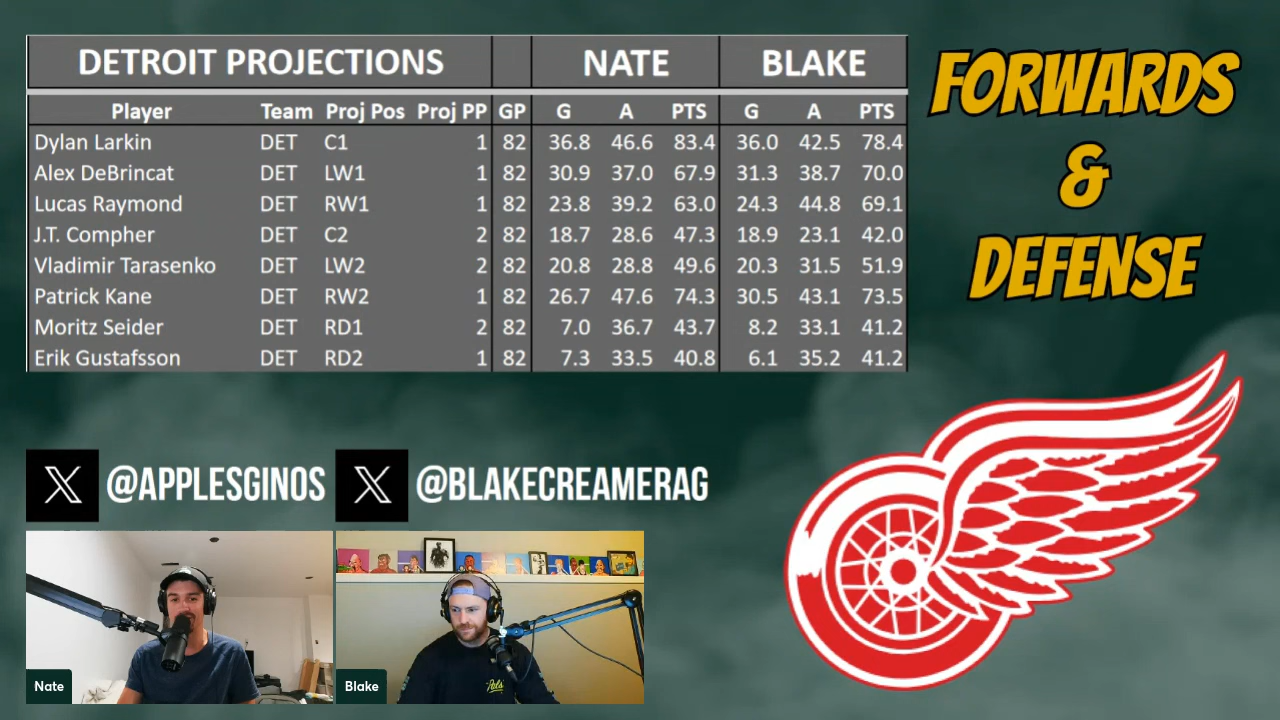 DETROIT PROJECTIONS NATE BLAKE
Player Team Proj Pos Proj PP GP G A PTS G A PTS
Dylan Larkin DET C1 1 82 36.8 46.6 83.4 36.0 42.5 78.4
Alex DeBrincat DET LW1 1 82 30.9 37.0 67.9 31.3 38.7 70.0
Lucas Raymond DET RW1 1 82 23.8 39.2 63.0 24.3 44.8 69.1
J.T. Compher DET C2 2 82 18.7 28.6 47.3 18.9 23.1 42.0
Vladimir Tarasenko DET LW2 2 82 20.8 28.8 49.6 20.3 31.5 51.9
Patrick Kane DET RW2 1 82 26.7 47.6 74.3 30.5 43.1 73.5
Moritz Seider DET RD1 2 82 7.0 36.7 43.7 8.2 33.1 41.2
Erik Gustafsson DET RD2 1 82 7.3 33.5 40.8 6.1 35.2 41.2
FORWARDS
&
DEFENSE
X @APPLESGINOS X @BLAKECREAMERAG
Nate
Blake